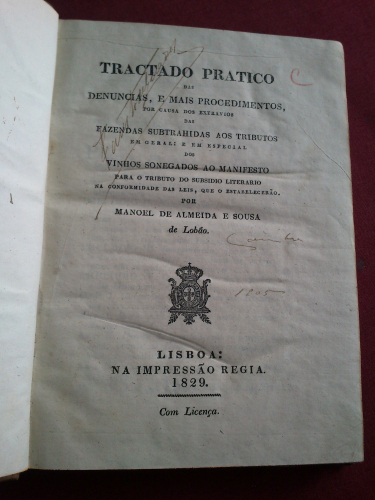 TRACTADO PRATICO
DAS
DENUNCIAS, E MAIS PROCEDIMENTOS,
POR CAUSA DOS EXTRAVIOS
DAS
FAZENDAS SUBTRAHIDAS AOS TRIBUTOS
EM GERAL; E EM ESPECIAL
DOS
VINHOS SONEGADOS AO MANIFESTO
PARA O TRIBUTO DO SUBSIDIO LITERARIO
NA CONFORMIDADE DAS LEIS, QUE O ESTABELECERÃO.
POR
MANOEL DE ALMEIDA E SOUSA
de Lobão.
LISBOA:
NA IMPRESSÃO REGIA.
1829.
Com Licença.